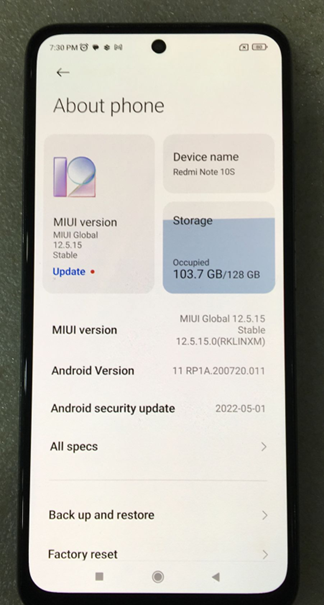 7:30 PM
About phone
12
MIUI version
MIUI Global
12.5.15
Stable
Update
Device name
Redmi Note 10S
Storage
Occupied
103.7 GB/128 GB
MIUI version
MIUI Global 12.5.15
Stable
12.5.15.0(RKLINXM)
Android Version
11 RP1A.200720.011
Android security update
2022-05-01
All specs
Back up and restore
Factory reset